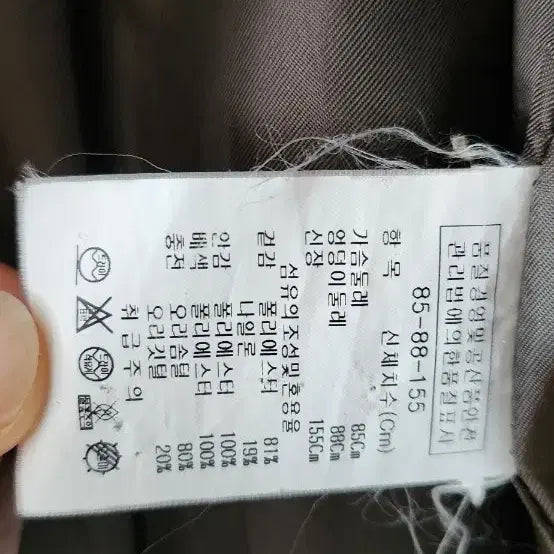 품질경영및공산품안전
관리법에의한품질표시
85-88-155
항 목 신체치수(Cm)
가슴둘레 85Cm
엉덩이둘레 88Cm
신장 155Cm
섬유의조성및혼용율
겉감 폴리에스터 81%
나일론 19%
안감 폴리에스터 100%
배색 폴리에스터 100%
충전 오리솜털 80%
오리깃털 20%
취급주의